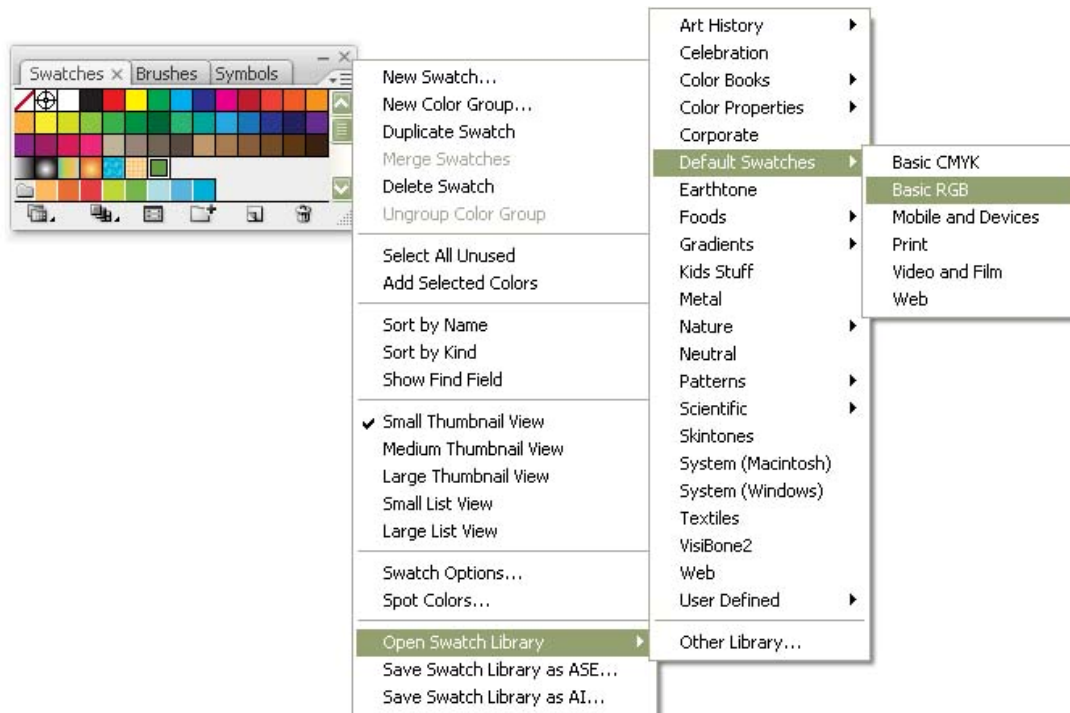 Swatches
Brushes
Symbols
New Swatch...
New Color Group...
Duplicate Swatch
Merge Swatches
Delete Swatch
Ungroup Color Group
Select All Unused
Add Selected Colors
Sort by Name
Sort by Kind
Show Find Field
Small Thumbnail View
Medium Thumbnail View
Large Thumbnail View
Small List View
Large List View
Swatch Options...
Spot Colors...
Open Swatch Library
Save Swatch Library as ASE...
Save Swatch Library as AI...
Art History
Celebration
Color Books
Color Properties
Corporate
Default Swatches
Earthtone
Foods
Gradients
Kids Stuff
Metal
Nature
Neutral
Patterns
Scientific
Skintones
System (Macintosh)
System (Windows)
Textiles
VisiBone2
Web
User Defined
Other Library...
Basic CMYK
Basic RGB
Mobile and Devices
Print
Video and Film
Web